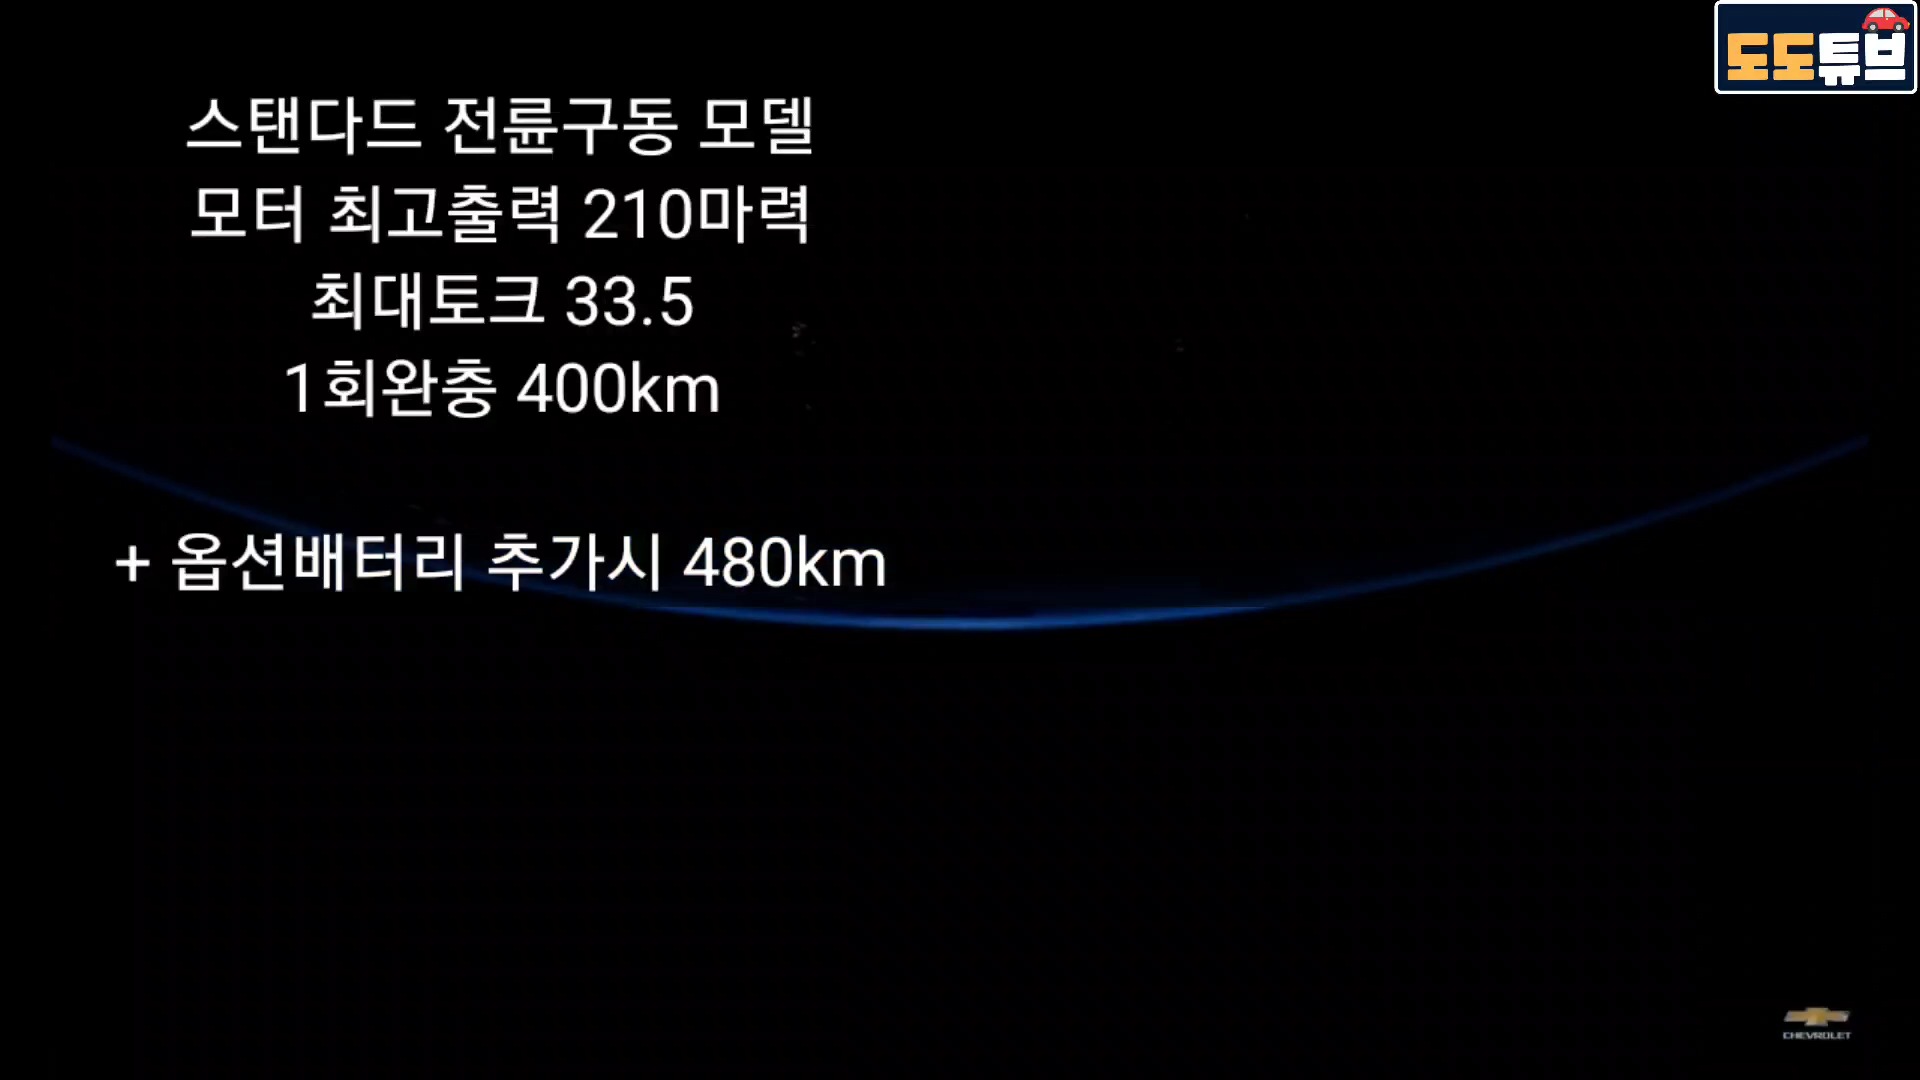 도도튜브
스탠다드 전륜구동 모델
모터 최고출력 210마력
최대토크 33.5
1회완충 400km
+ 옵션배터리 추가시 480km
CHEVROLET